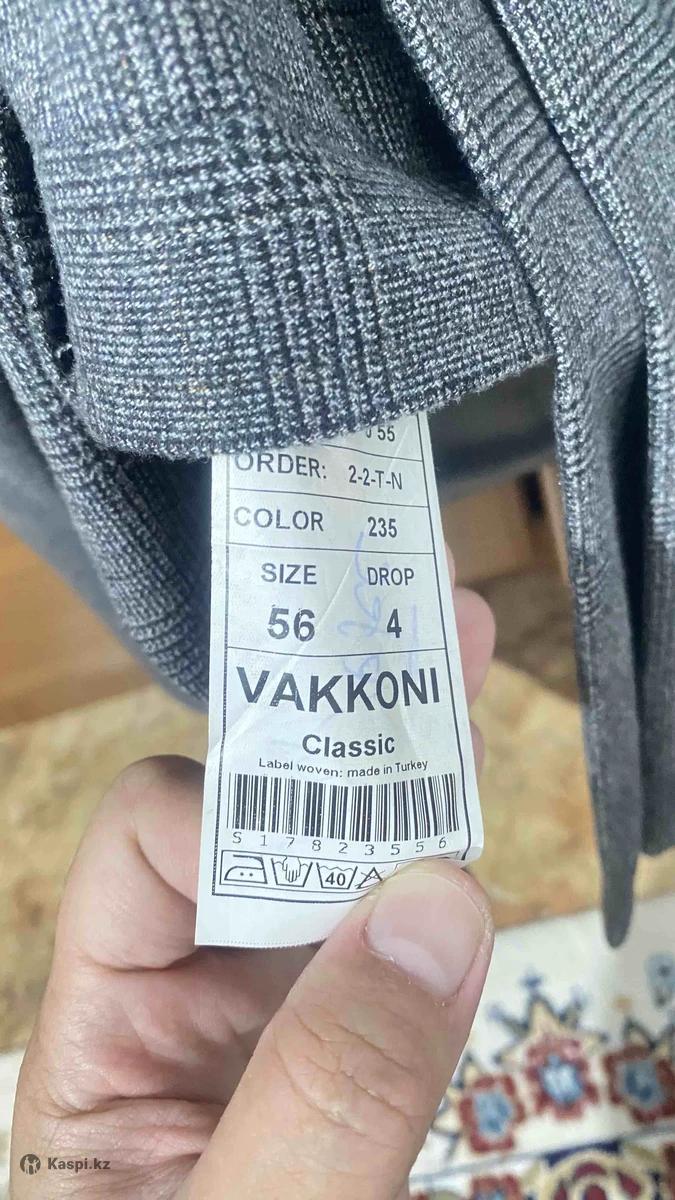 J 55
ORDER: 2-2-T-N
COLOR 235
SIZE DROP
56 4
VAKKONI
Classic
Label woven: made in Turkey
S17823556
40
Kaspi.kz